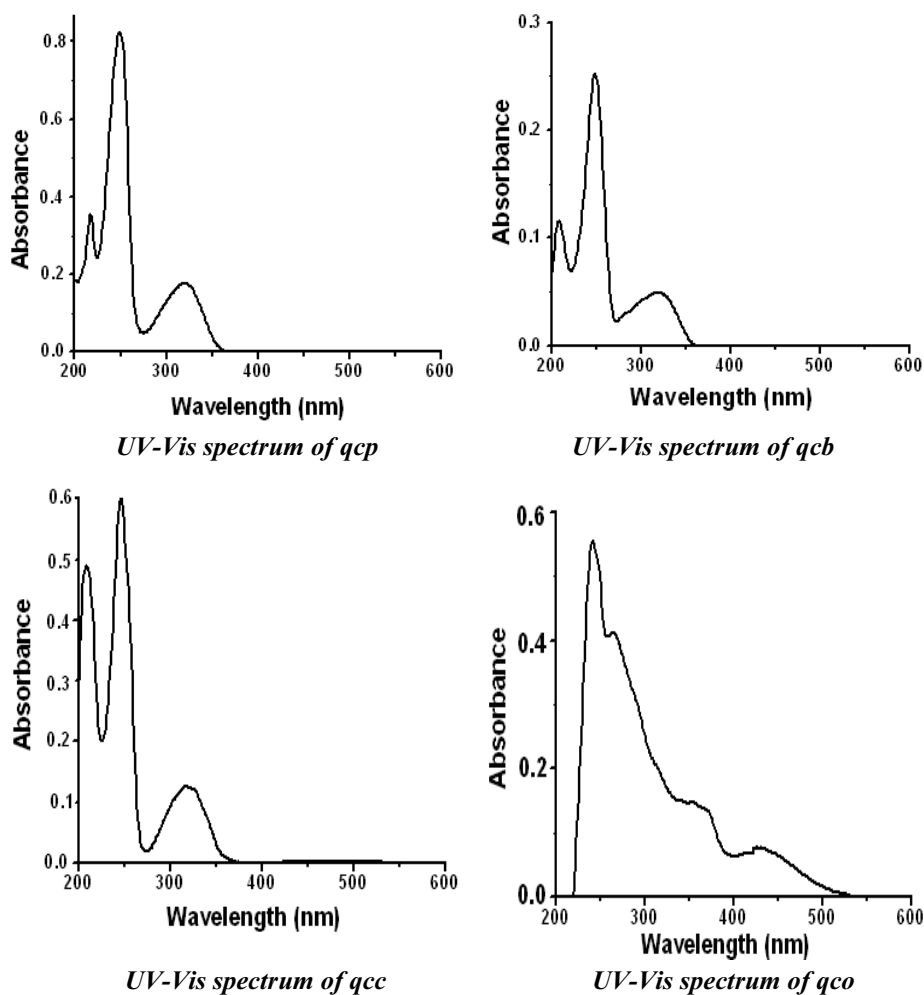 0.8
0.6
0.4
0.2
0.0
Absorbance
200 300 400 500 600
Wavelength (nm)
UV-Vis spectrum of qcp
0.3
0.2
0.1
0.0
Absorbance
200 300 400 500 600
Wavelength (nm)
UV-Vis spectrum of qcb
0.6
0.5
0.4
0.3
0.2
0.1
0.0
Absorbance
200 300 400 500 600
Wavelength (nm)
UV-Vis spectrum of qcc
0.6
0.4
0.2
0.0
Absorbance
200 300 400 500 600
Wavelength (nm)
UV-Vis spectrum of qco